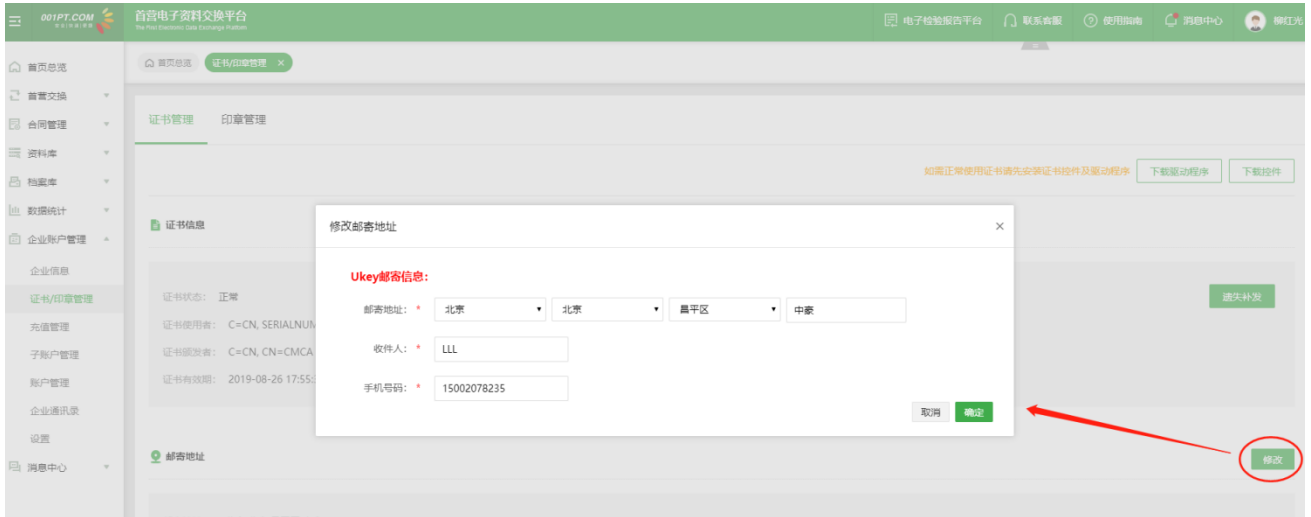 001PT.COM
首营电子资料交换平台
The First Electronic Data Exchange Platform
电子检验报告平台
联系客服
使用指南
消息中心
柳红光
首页总览
首页总览
证书/印章管理 ×
首营交换
合同管理
资料库
档案库
数据统计
企业账户管理
企业信息
证书/印章管理
充值管理
子账户管理
账户管理
企业通讯录
设置
消息中心
证书管理 印章管理
如需正常使用证书请先安装证书控件及驱动程序
下载驱动程序
下载控件
证书信息
证书状态: 正常
证书使用者: C=CN, SERIALNUM
证书颁发者: C=CN, CN=CMCA
证书有效期: 2019-08-26 17:55:
遗失补发
修改邮寄地址 ×
Ukey邮寄信息:
邮寄地址: * 北京 北京 昌平区 中豪
收件人: * LLL
手机号码: * 15002078235
取消 确定
邮寄地址
修改